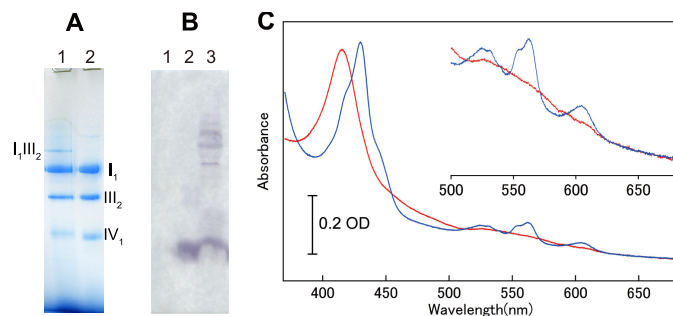 A
B
C
1 2
1 2 3
I₁III₂
I₁
III₂
IV₁
Absorbance
0.2 OD
500 550 600 650
400 450 500 550 600 650
Wavelength(nm)